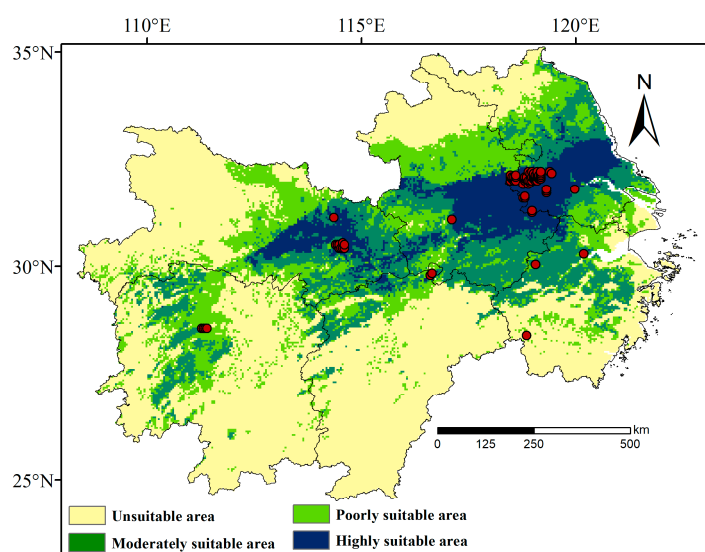 110°E 115°E 120°E
35°N
N
30°N
km
0 125 250 500
25°N
Unsuitable area Poorly suitable area
Moderately suitable area Highly suitable area